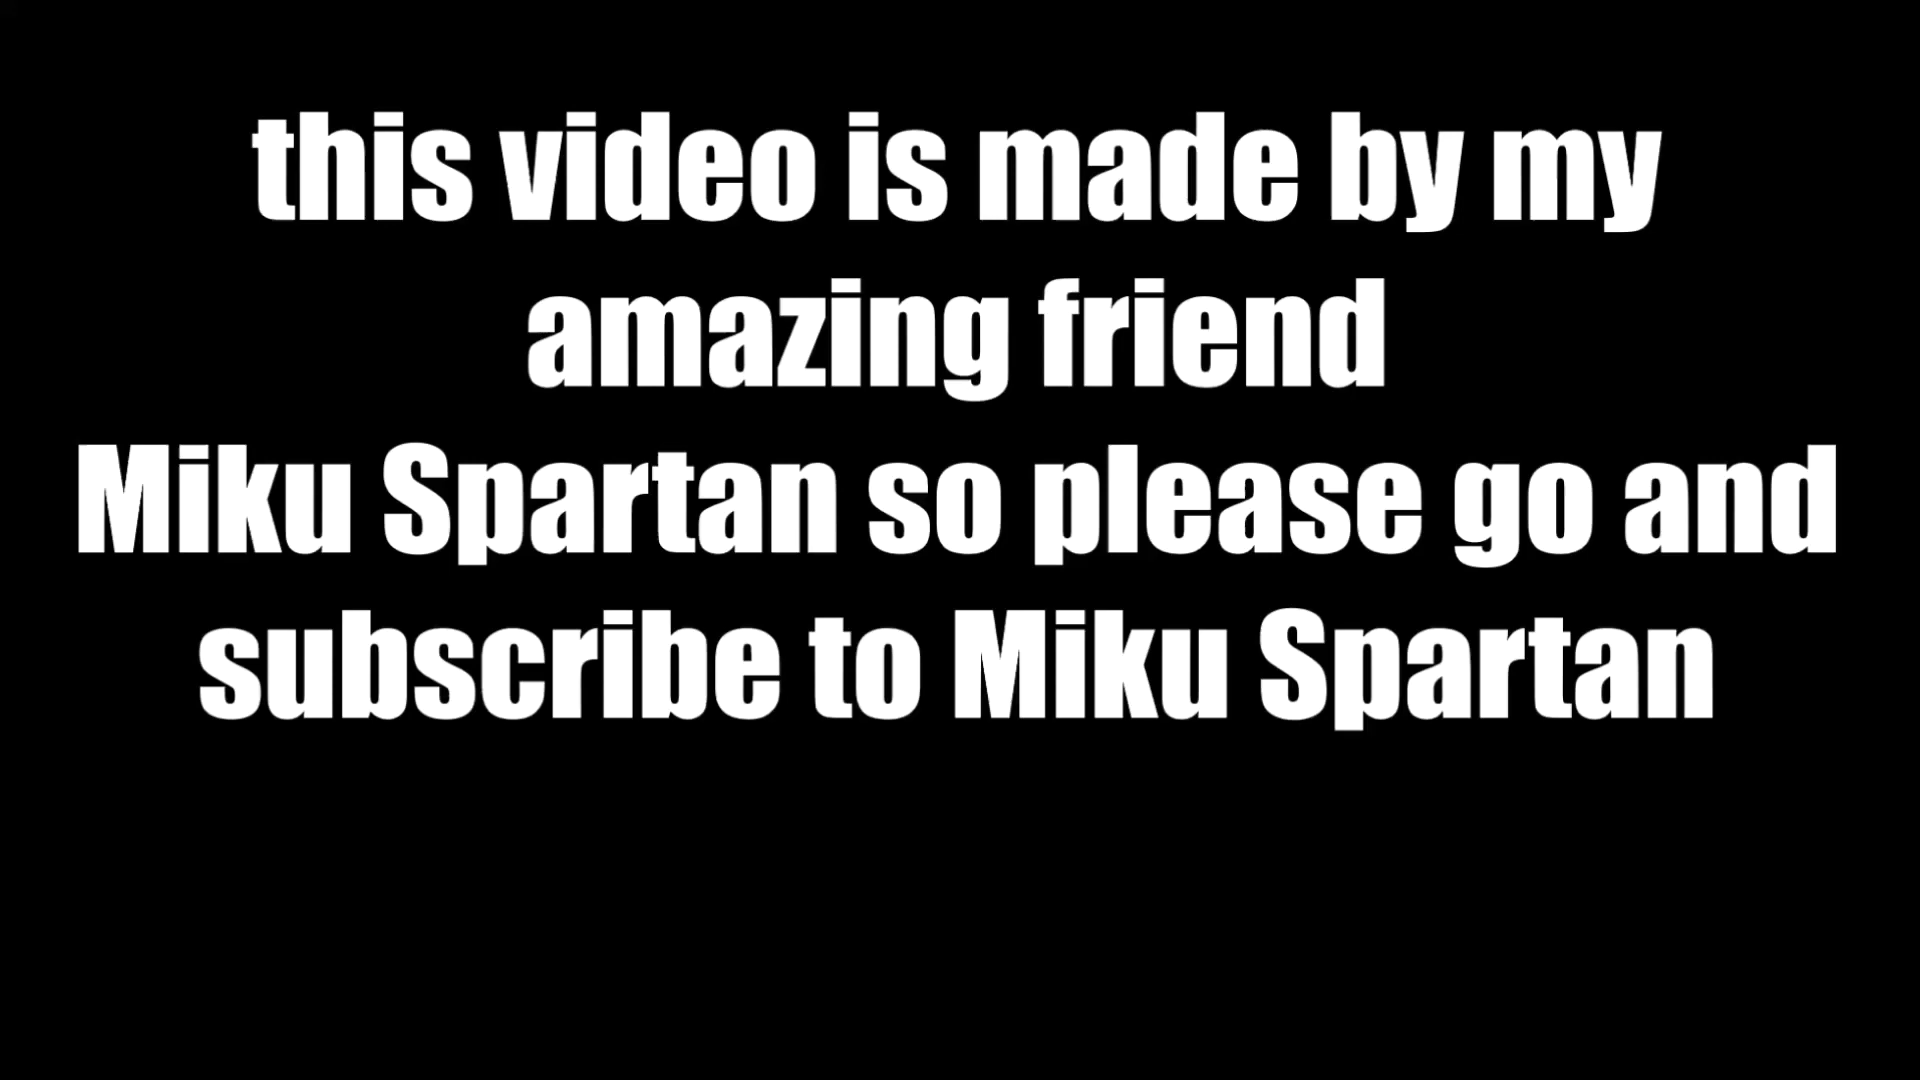 this video is made by my
amazing friend
Miku Spartan so please go and
subscribe to Miku Spartan